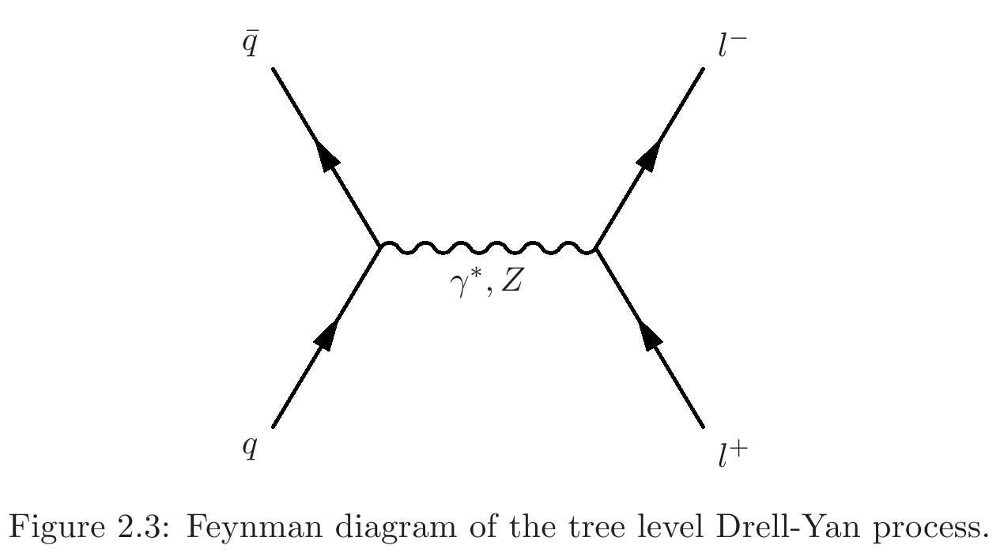 q̄ l⁻
γ*, Z
q l⁺
Figure 2.3: Feynman diagram of the tree level Drell-Yan process.